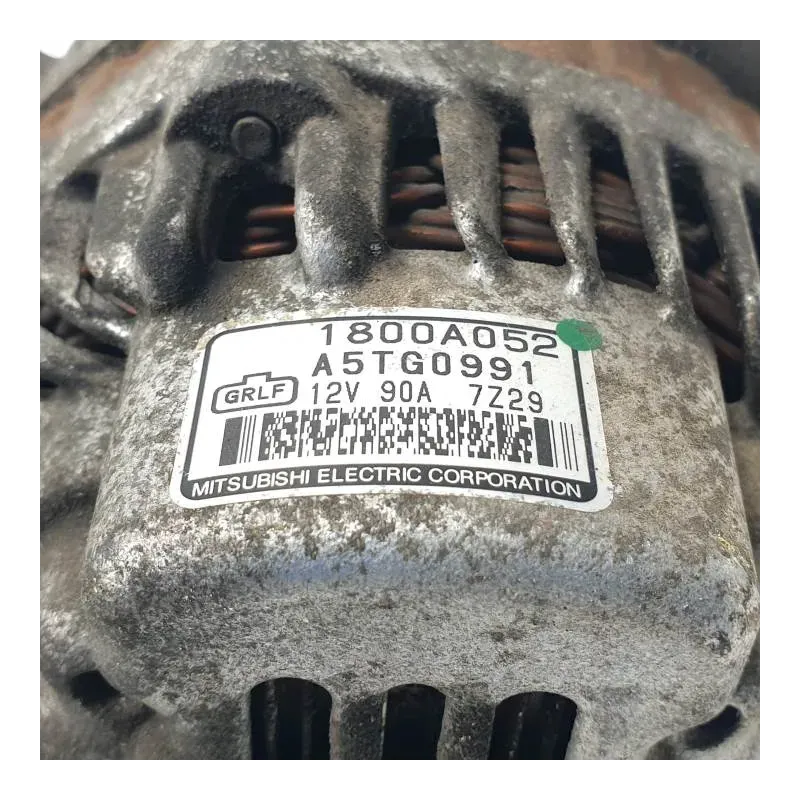 1800A052
A5TG0991
GRLF 12V 90A 7Z29
MITSUBISHI ELECTRIC CORPORATION